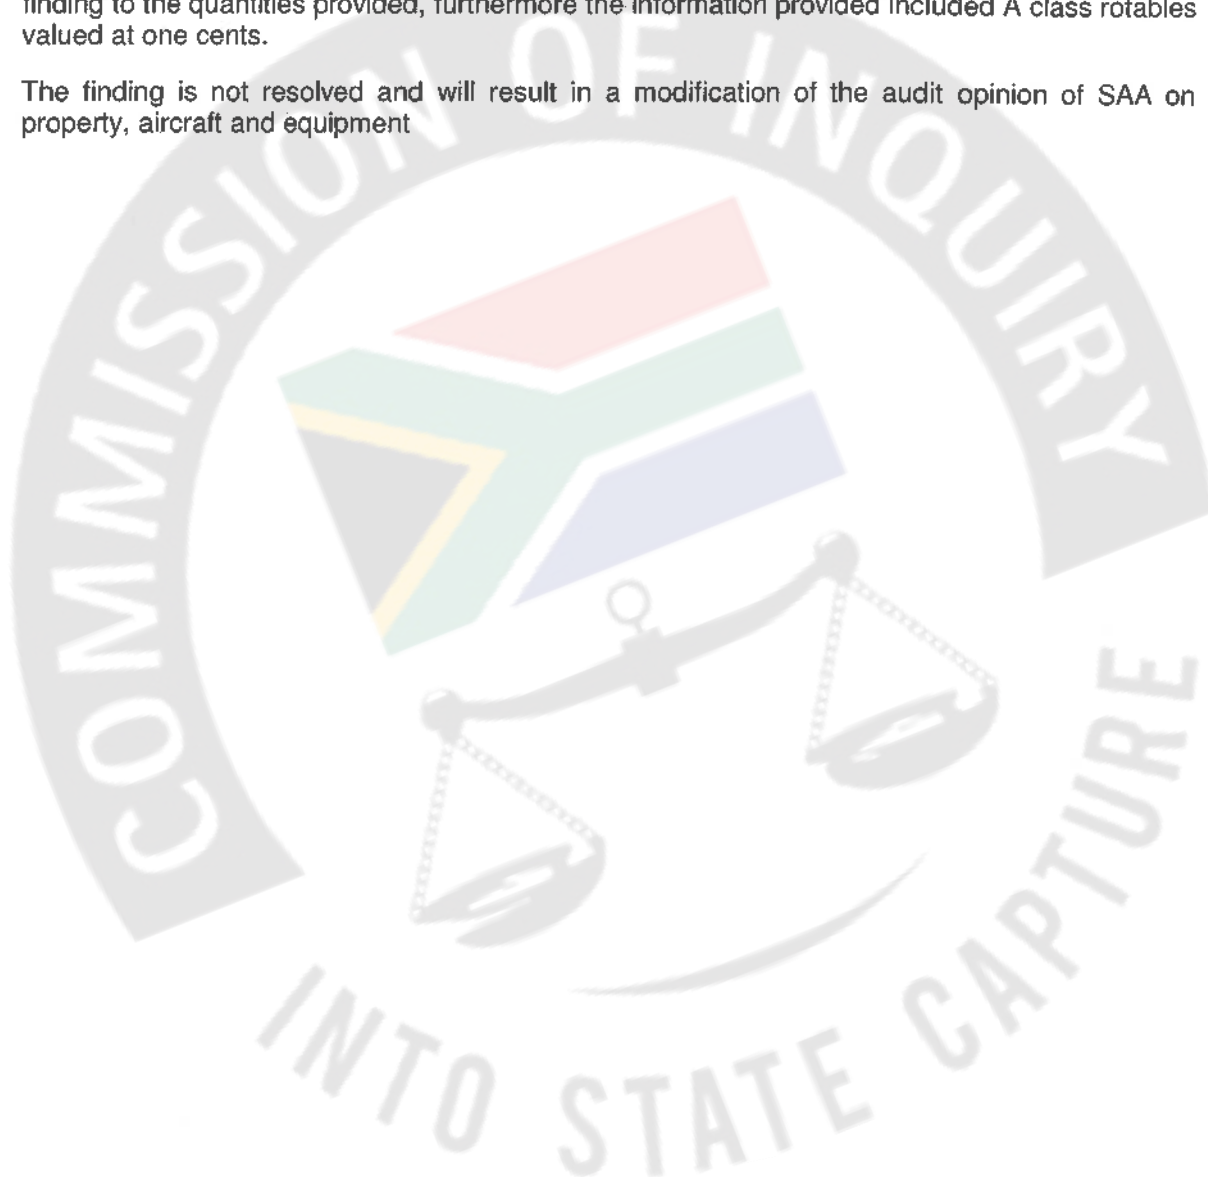 finding to the quantities provided, furthermore the information provided included A class rotables
valued at one cents.
The finding is not resolved and will result in a modification of the audit opinion of SAA on
property, aircraft and equipment
COMMISSION OF INQUIRY
INTO STATE CAPTURE